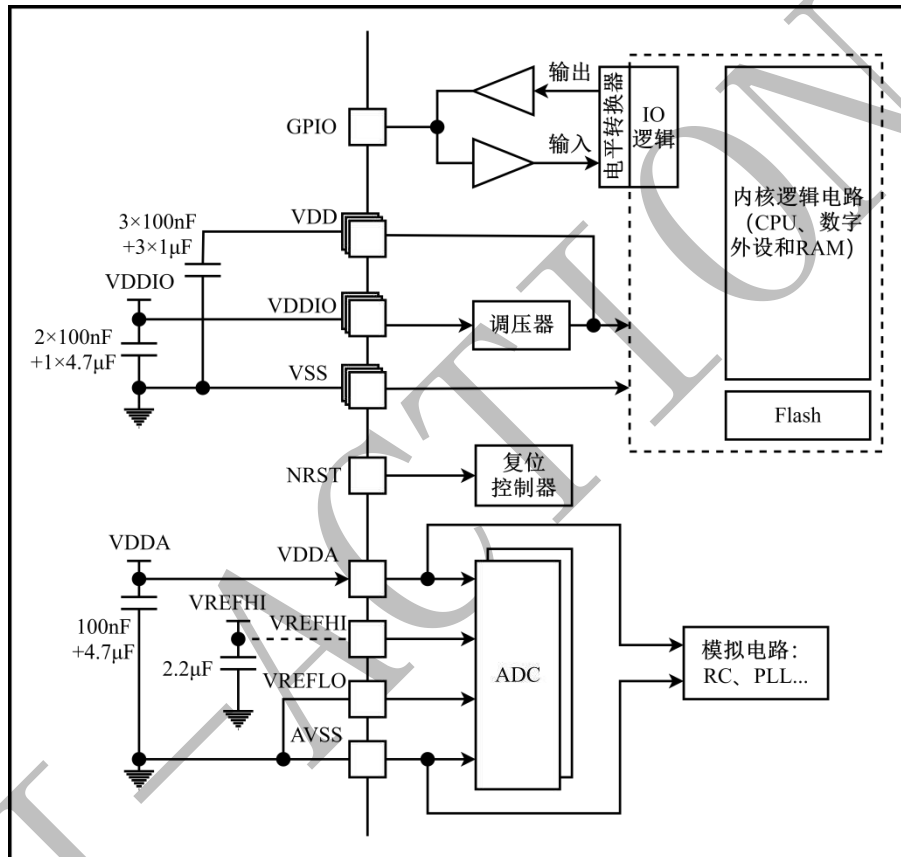 输出
GPIO
电平转换器
IO
逻辑
输入
内核逻辑电路
（CPU、数字
外设和RAM）
3×100nF
+3×1μF
VDD
VDDIO
VDDIO
调压器
2×100nF
+1×4.7μF
VSS
Flash
NRST
复位
控制器
VDDA
VDDA
VREFHI
VREFHI
100nF
+4.7μF
2.2μF
VREFLO
ADC
模拟电路：
RC、PLL...
AVSS
-ACTION